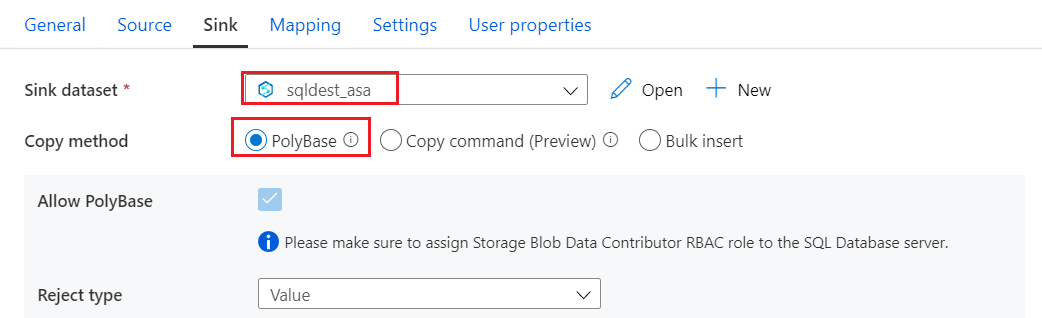 General Source Sink Mapping Settings User properties
Sink dataset * sqldest_asa Open New
Copy method PolyBase Copy command (Preview) Bulk insert
Allow PolyBase
Please make sure to assign Storage Blob Data Contributor RBAC role to the SQL Database server.
Reject type Value